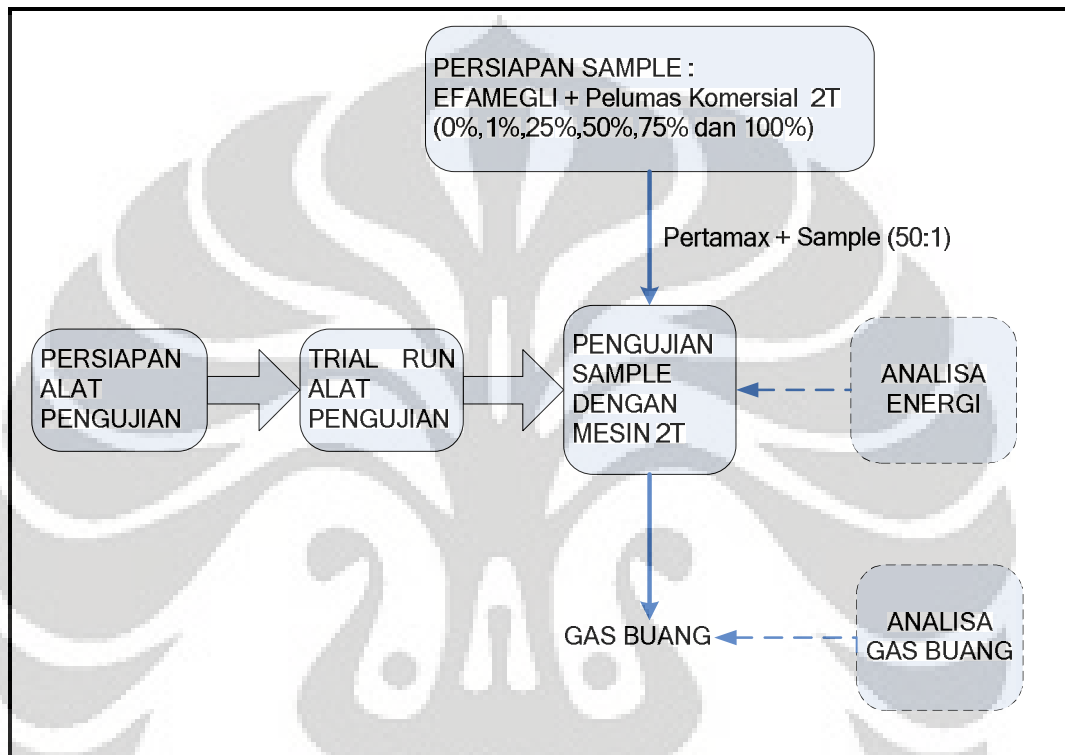 PERSIAPAN SAMPLE :
EFAMEGLI + Pelumas Komersial 2T
(0%,1%,25%,50%,75% dan 100%)
Pertamax + Sample (50:1)
PERSIAPAN
ALAT
PENGUJIAN
TRIAL RUN
ALAT
PENGUJIAN
PENGUJIAN
SAMPLE
DENGAN
MESIN 2T
ANALISA
ENERGI
GAS BUANG
ANALISA
GAS BUANG